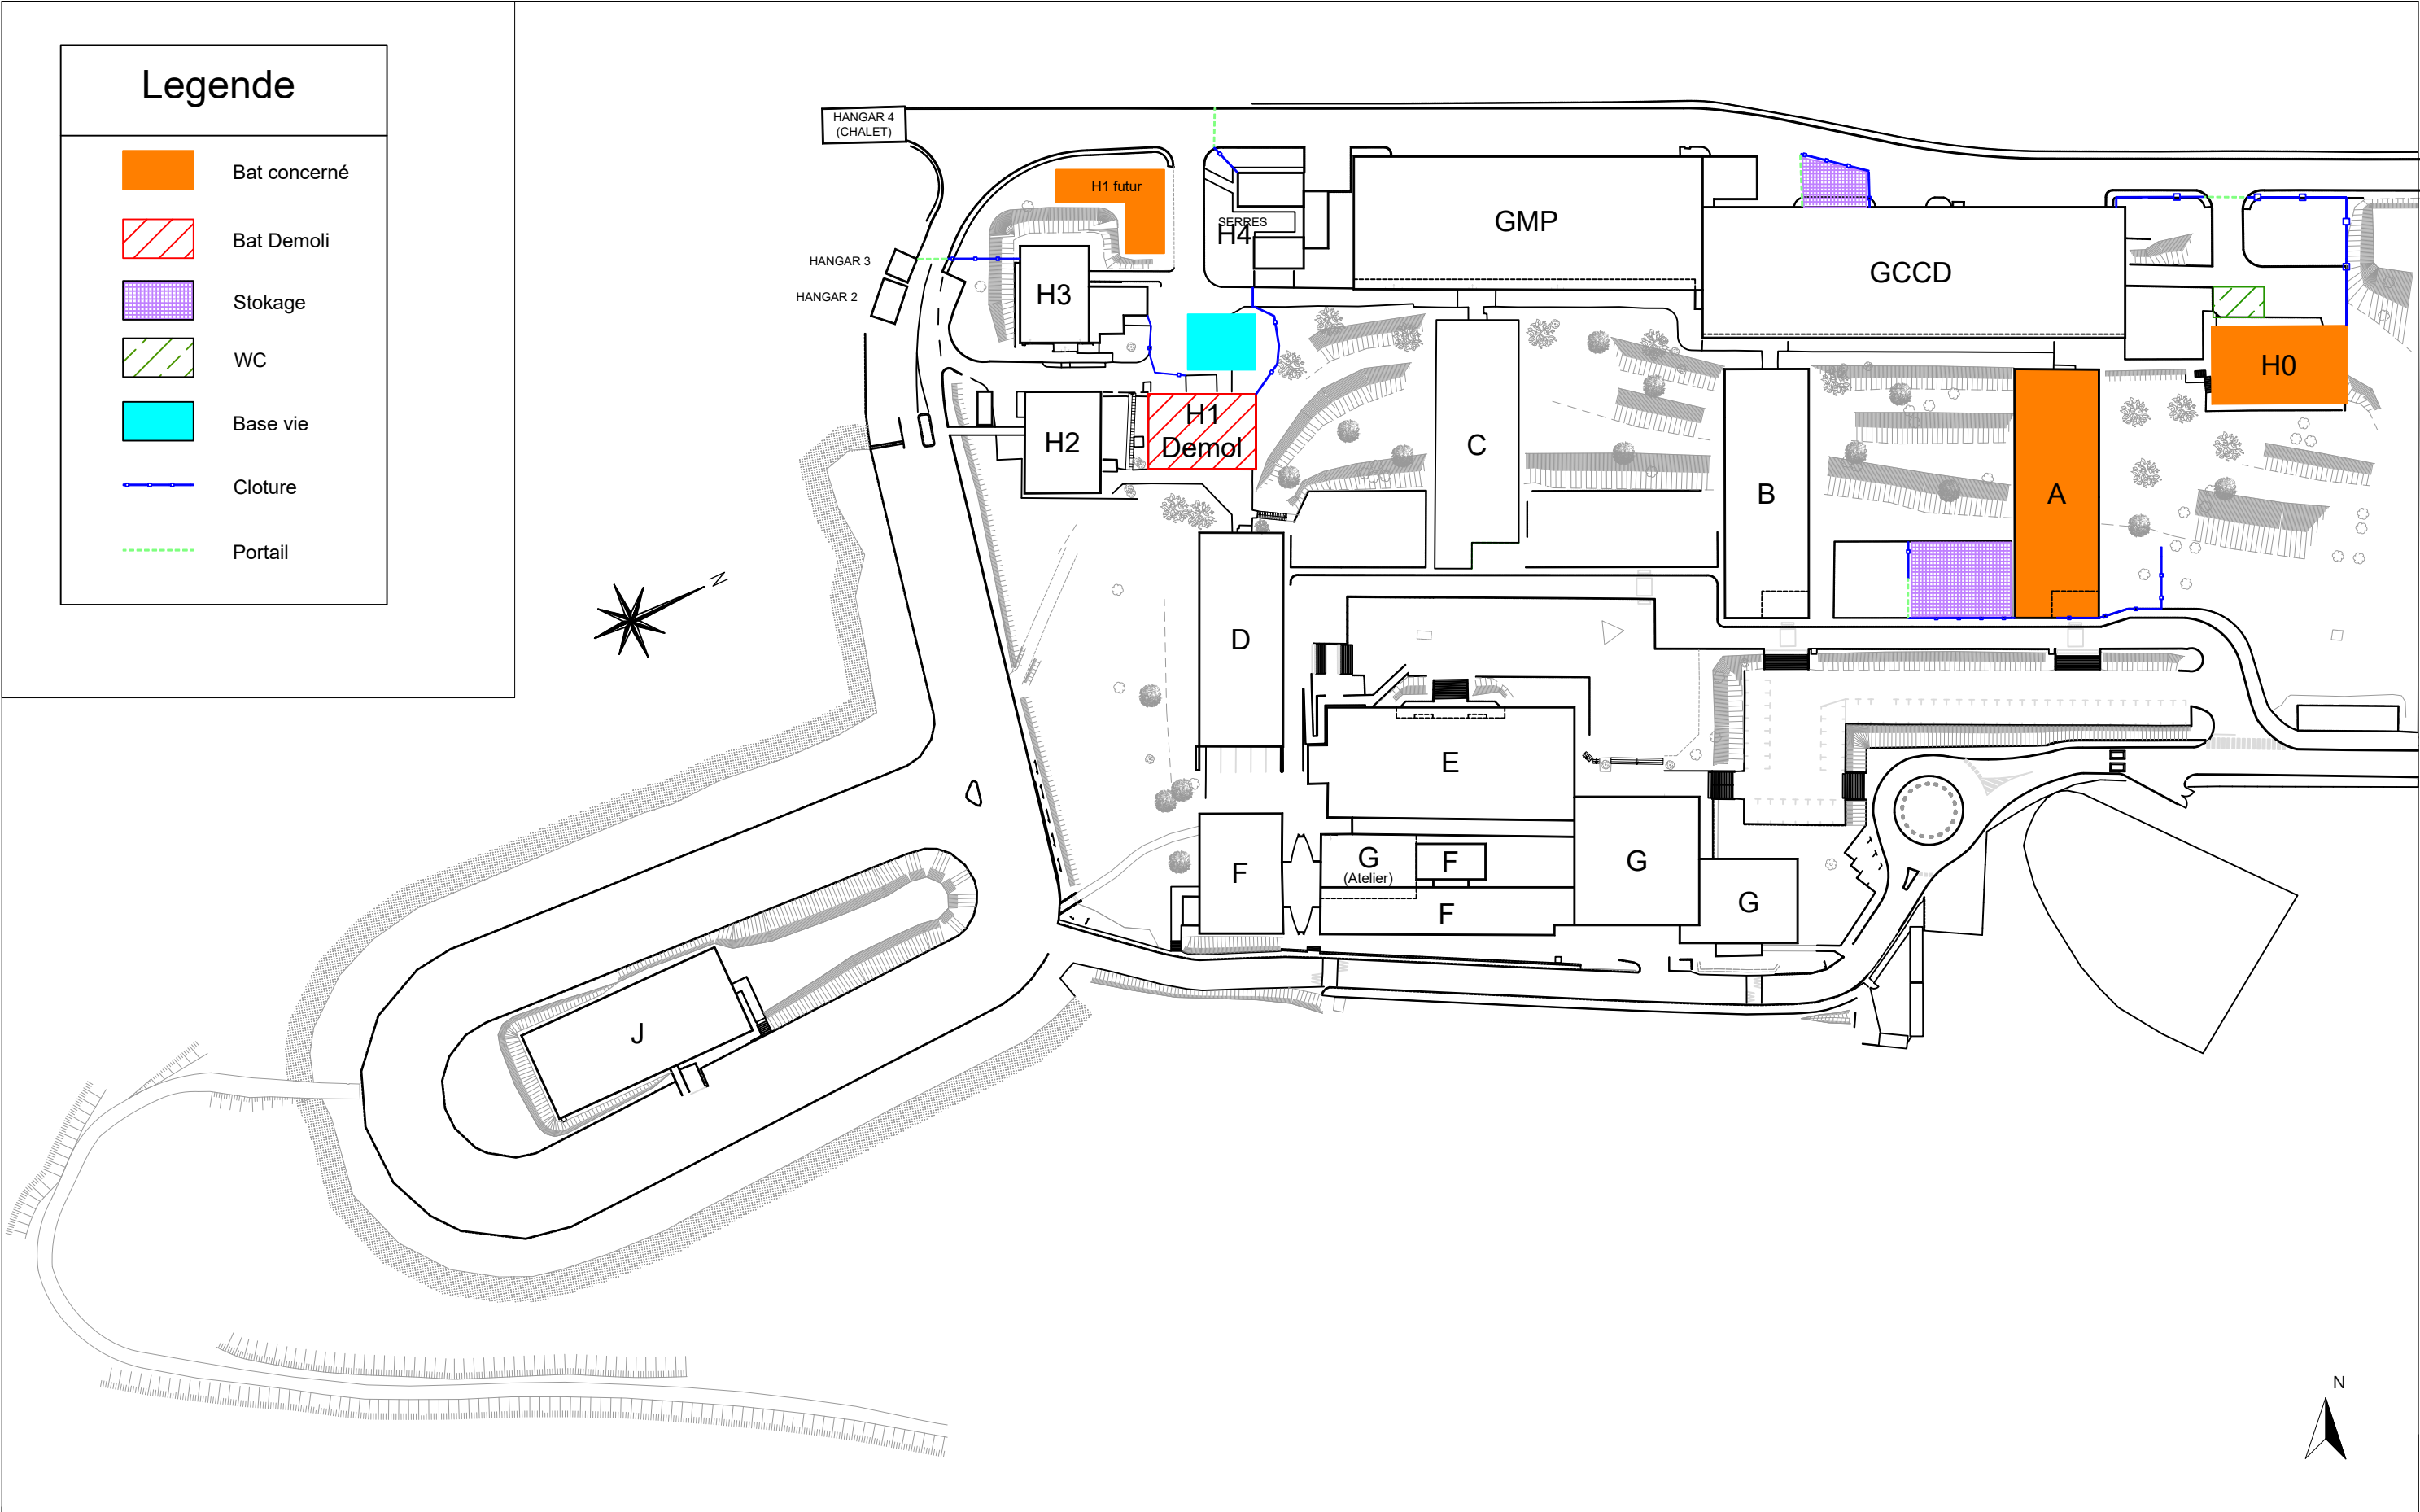 Legende
Bat concerné
Bat Demoli
Stokage
WC
Base vie
Cloture
Portail
HANGAR 4
(CHALET)
H1 futur
SERRES
H4
GMP
GCCD
HANGAR 3
HANGAR 2
H3
H0
H1
Demol
H2
C
B
A
N
D
E
F
G
(Atelier)
F
F
G
G
J
N